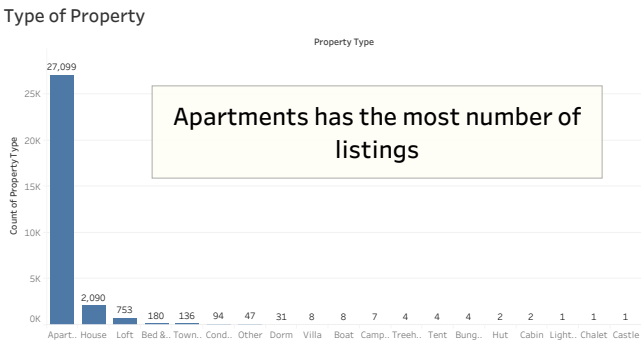 Type of Property
Property Type
27,099
25K
20K
15K
10K
5K
0K
Count of Property Type
Apartments has the most number of
listings
2,090 753 180 136 94 47 31 8 8 7 4 4 4 2 2 1 1 1
Apart.. House Loft Bed &.. Town.. Cond.. Other Dorm Villa Boat Camp.. Treeh.. Tent Bung.. Hut Cabin Light.. Chalet Castle